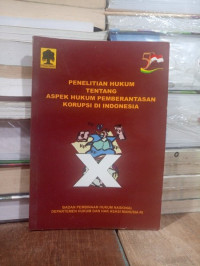 PENELITIAN HUKUM
TENTANG
ASPEK HUKUM PEMBERANTASAN
KORUPSI DI INDONESIA
BADAN PEMBINAAN HUKUM NASIONAL
DEPARTEMEN HUKUM DAN HAK ASASI MANUSIA RI